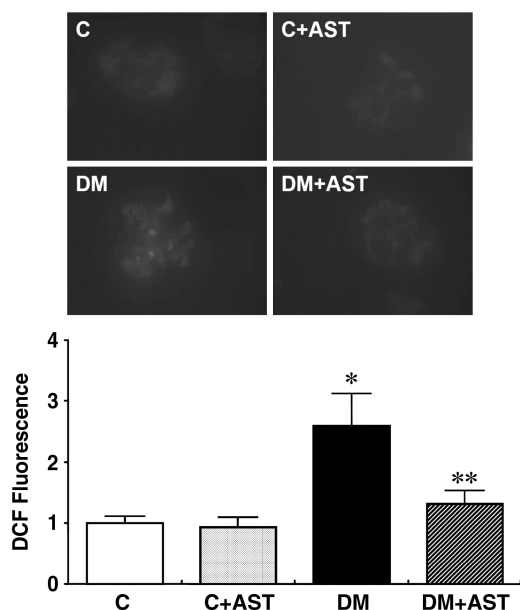 C
C+AST
DM
DM+AST
4
3
2
1
0
DCF Fluorescence
*
**
C
C+AST
DM
DM+AST